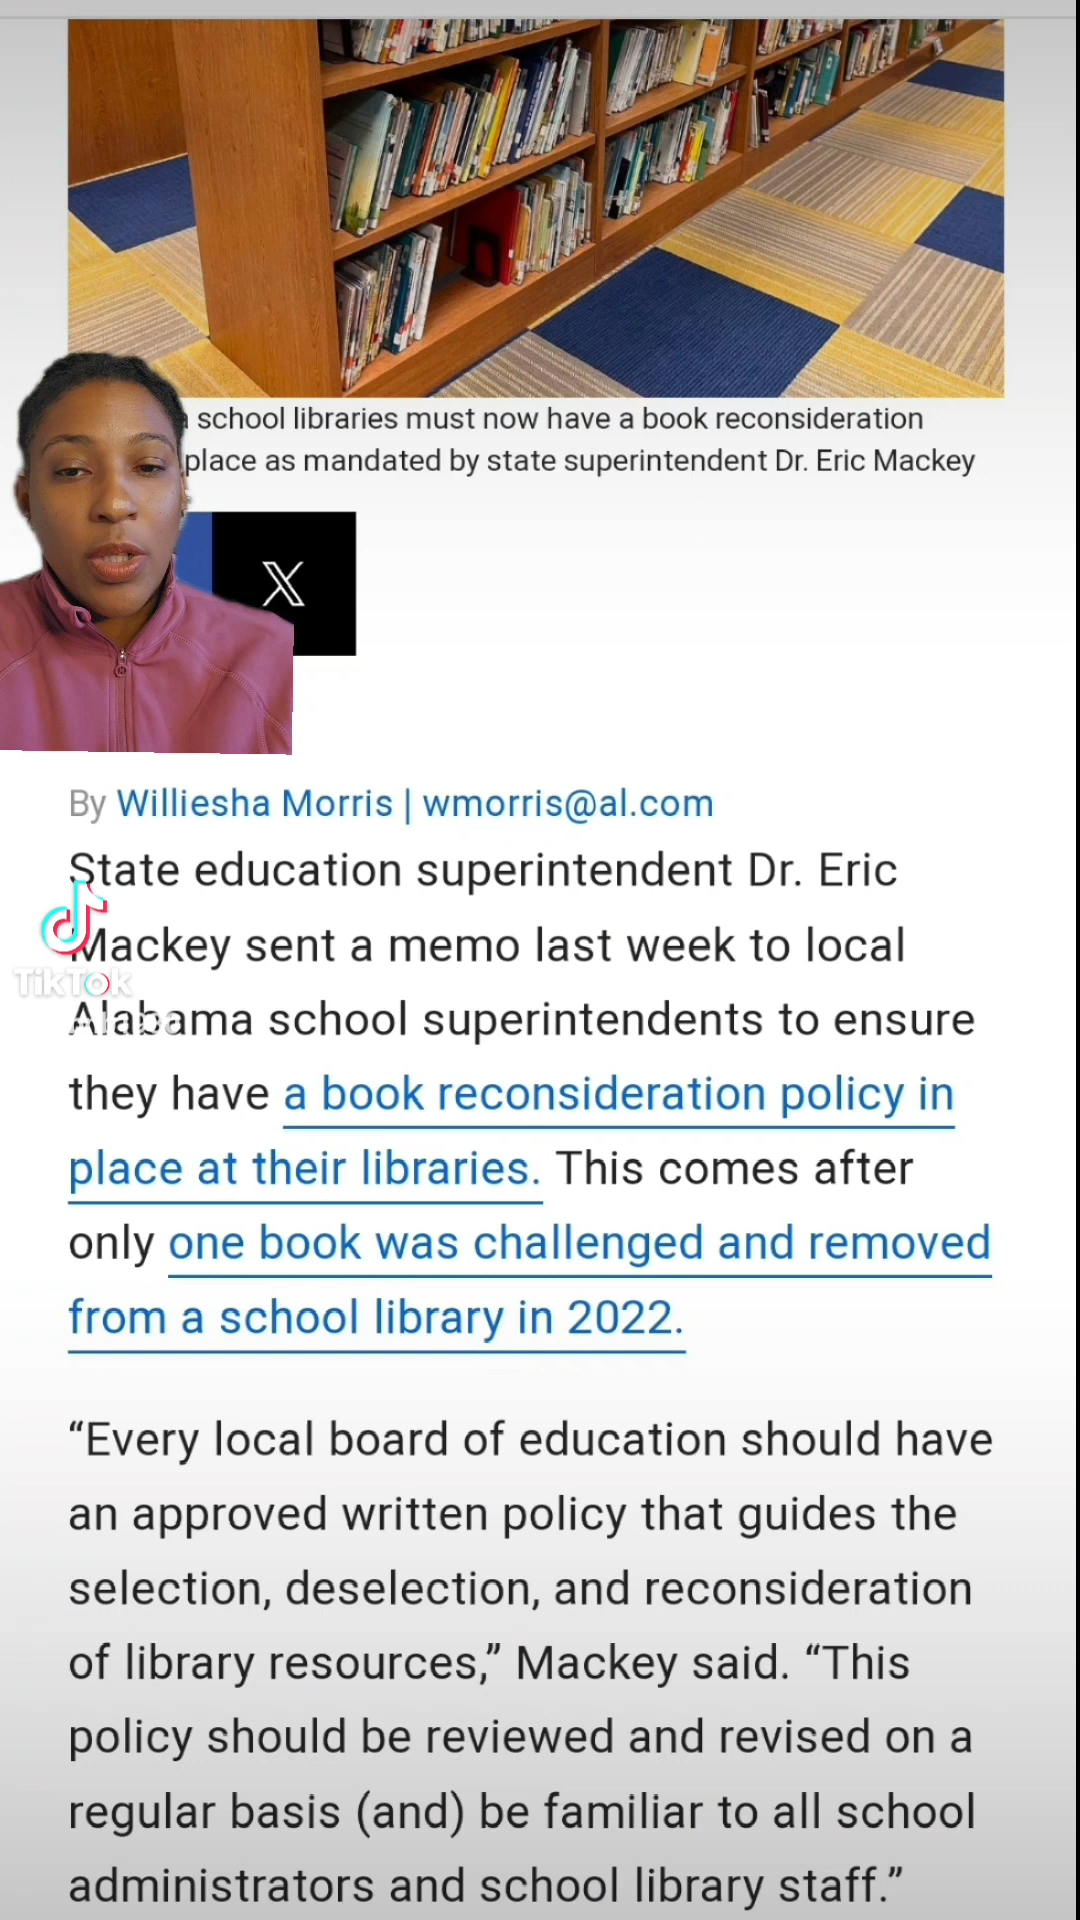 school libraries must now have a book reconsideration
place as mandated by state superintendent Dr. Eric Mackey
X
By Williesha Morris | wmorris@al.com
State education superintendent Dr. Eric
Mackey sent a memo last week to local
TikTok
Alabama school superintendents to ensure
they have a book reconsideration policy in
place at their libraries. This comes after
only one book was challenged and removed
from a school library in 2022.
“Every local board of education should have
an approved written policy that guides the
selection, deselection, and reconsideration
of library resources,” Mackey said. “This
policy should be reviewed and revised on a
regular basis (and) be familiar to all school
administrators and school library staff.”